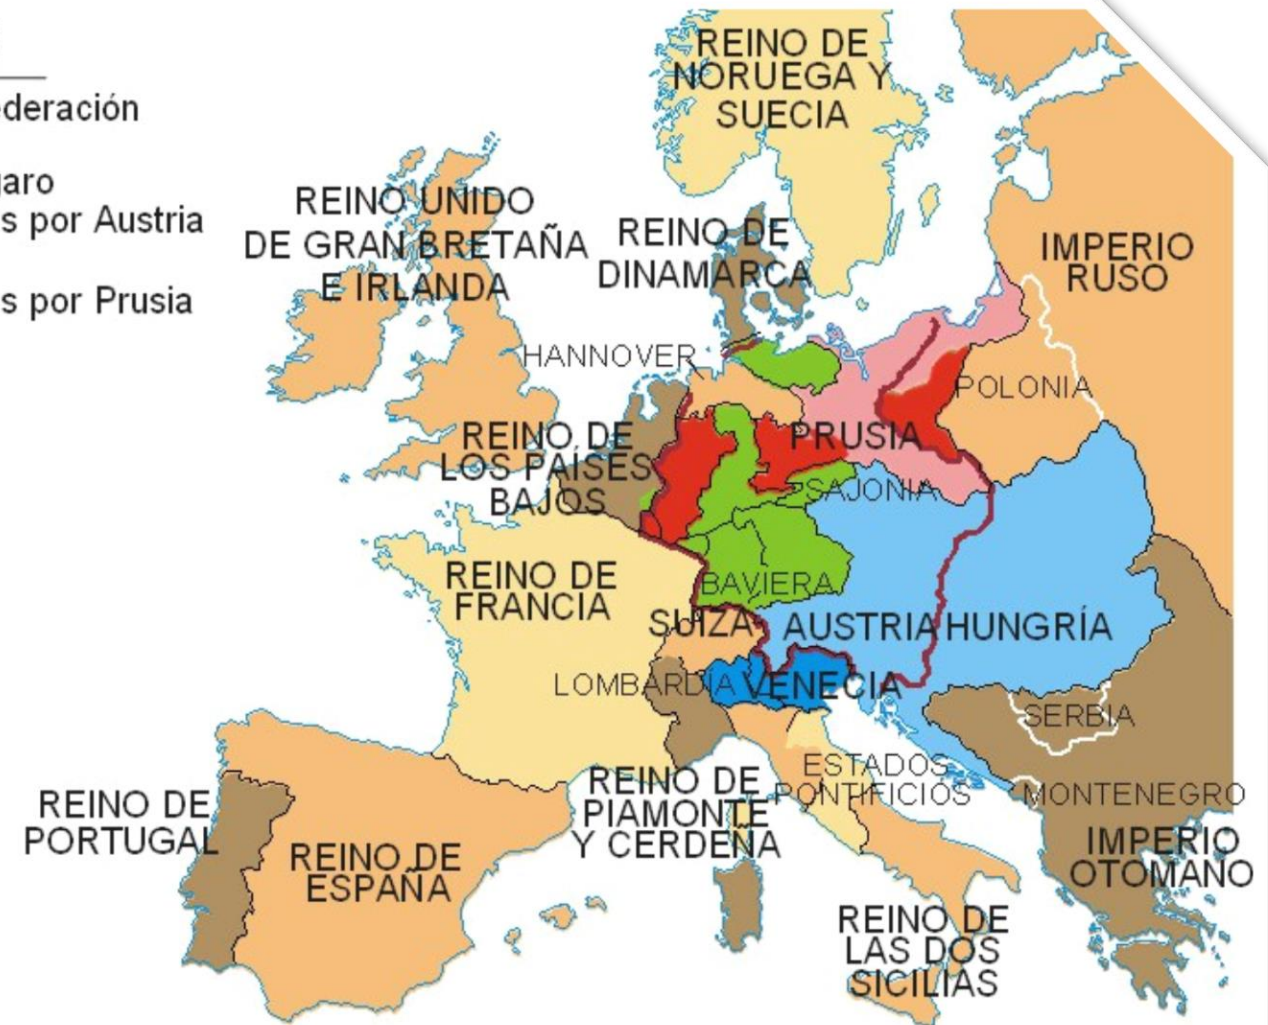 deración
garo
s por Austria
s por Prusia
REINO DE
NORUEGA Y
SUECIA
REINO UNIDO
DE GRAN BRETAÑA
E IRLANDA
REINO DE
DINAMARCA
IMPERIO
RUSO
HANNOVER
POLONIA
REINO DE
LOS PAÍSES
BAJOS
PRUSIA
SAJONIA
REINO DE
FRANCIA
BAVIERA
SUIZA
AUSTRIA HUNGRÍA
LOMBARDIA VENECIA
SERBIA
ESTADOS
PONTIFICIOS
MONTENEGRO
REINO DE
PIAMONTE
Y CERDEÑA
REINO DE
PORTUGAL
REINO DE
ESPAÑA
IMPERIO
OTOMANO
REINO DE
LAS DOS
SICILIAS